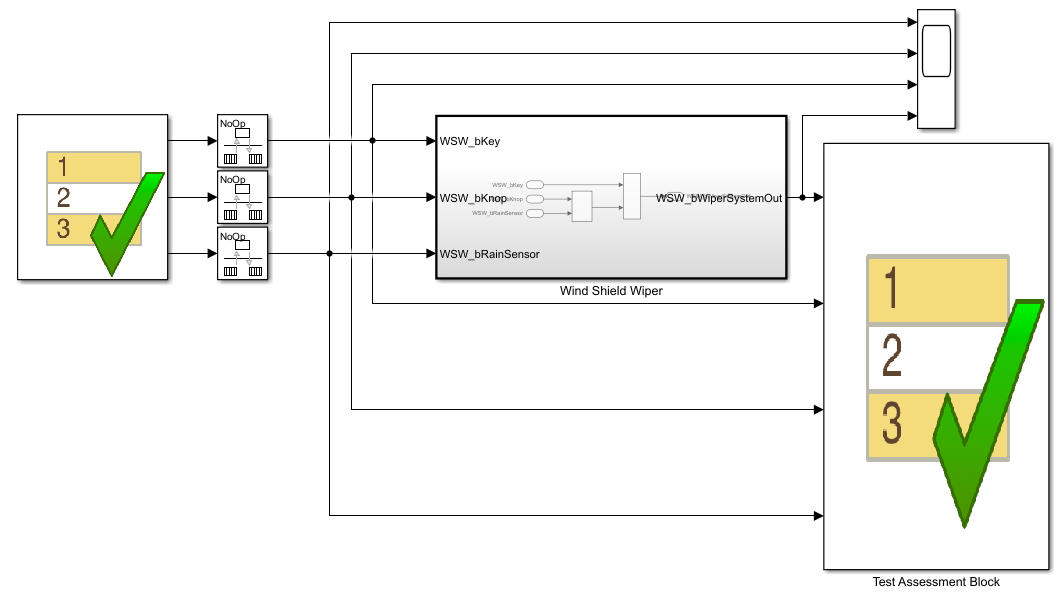 1
2
3
NoOp
NoOp
NoOp
WSW_bKey
WSW_bKnop
WSW_bRainSensor
WSW_bKey
WSW_bRainSensor
WSW_bWiperSystemOut
Wind Shield Wiper
1
2
3
Test Assessment Block